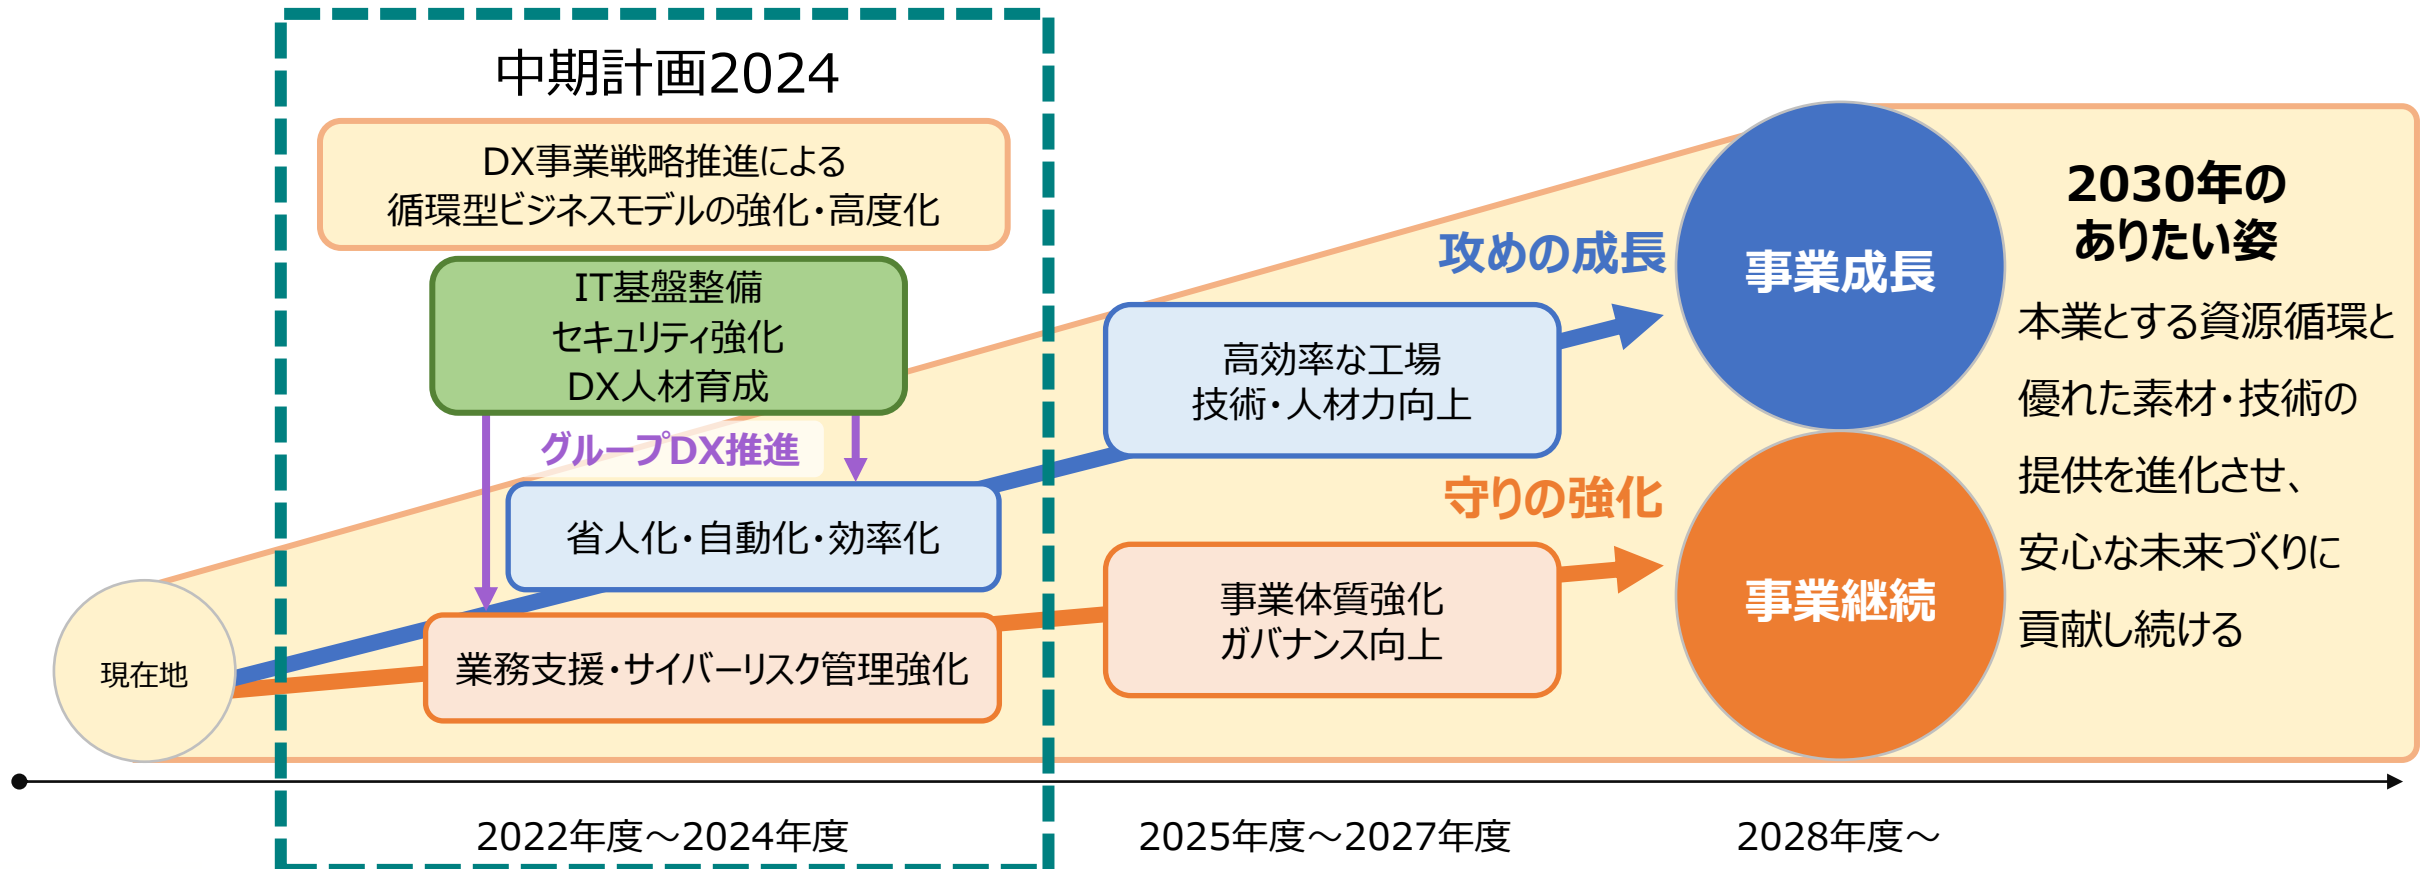 中期計画2024
DX事業戦略推進による
循環型ビジネスモデルの強化・高度化
IT基盤整備
セキュリティ強化
DX人材育成
グループDX推進
省人化・自動化・効率化
業務支援・サイバーリスク管理強化
現在地
攻めの成長
高効率な工場
技術・人材力向上
守りの強化
事業体質強化
ガバナンス向上
事業成長
事業継続
2030年の
ありたい姿
本業とする資源循環と
優れた素材・技術の
提供を進化させ、
安心な未来づくりに
貢献し続ける
2022年度～2024年度
2025年度～2027年度
2028年度～